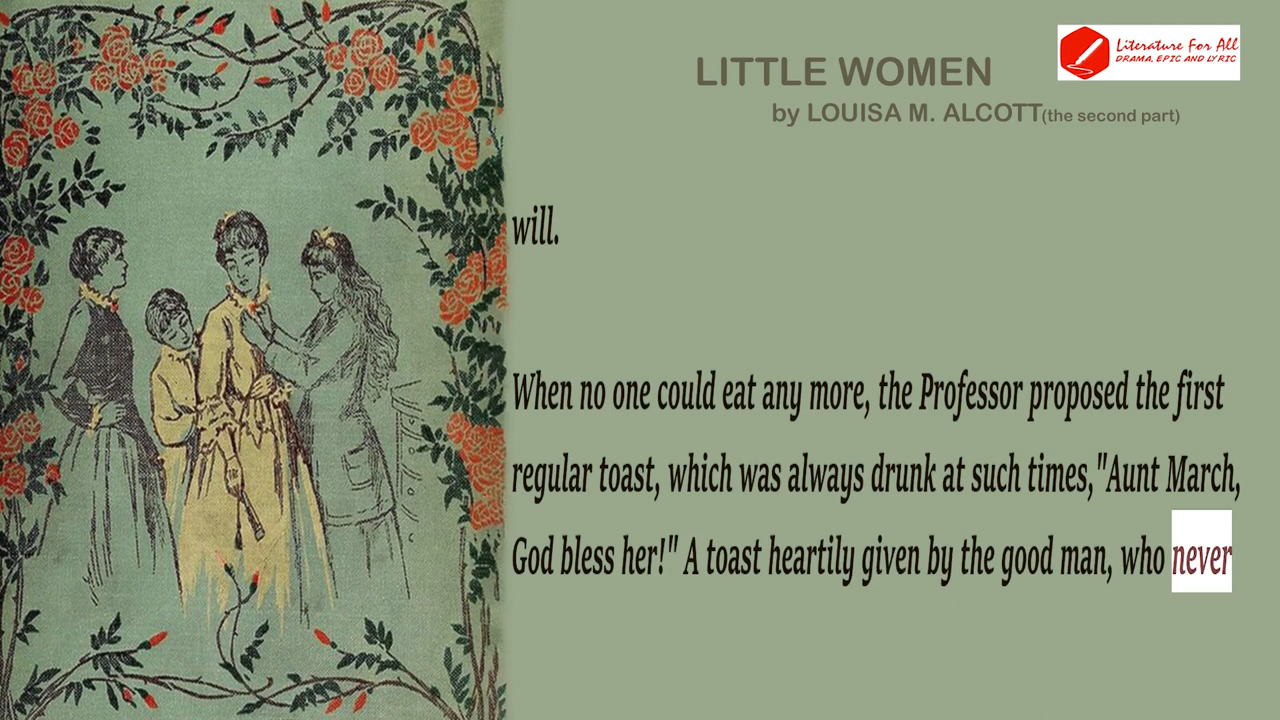 LITTLE WOMEN
by LOUISA M. ALCOTT(the second part)
Literature For All
DRAMA, EPIC AND LYRIC
will.
When no one could eat any more, the Professor proposed the first
regular toast, which was always drunk at such times,"Aunt March,
God bless her!" A toast heartily given by the good man, who never